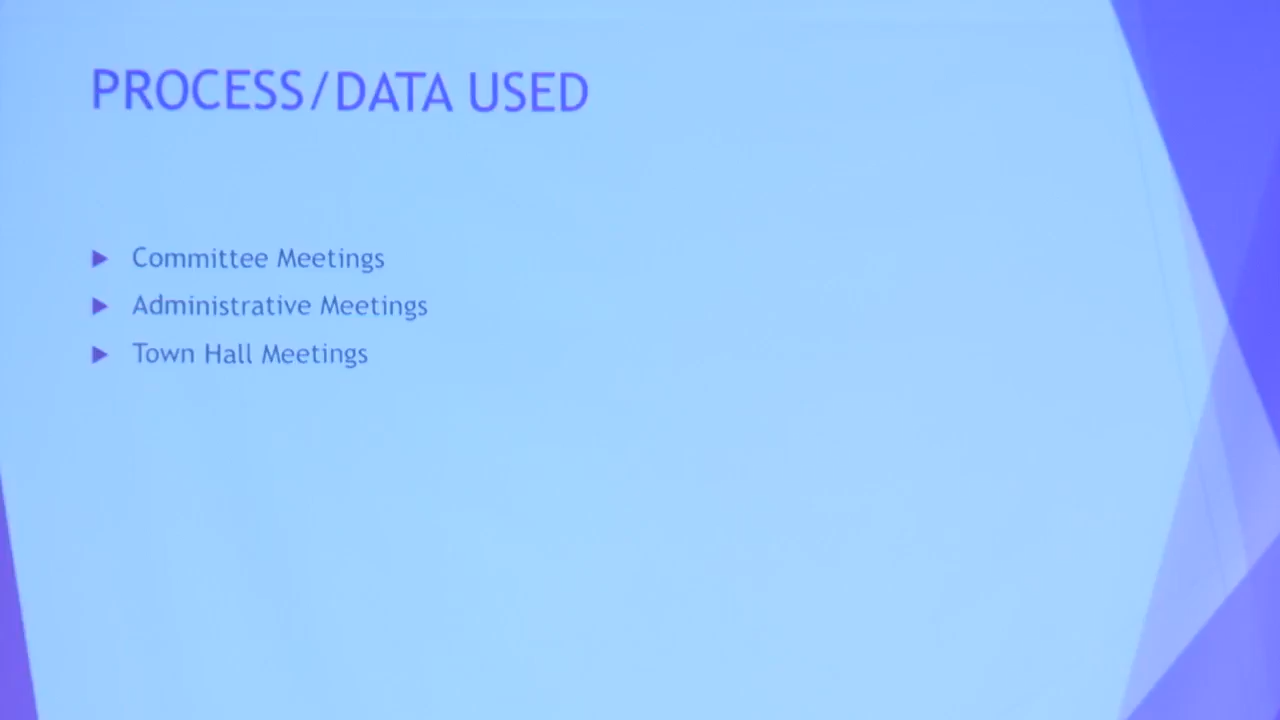 PROCESS/DATA USED
Committee Meetings
Administrative Meetings
Town Hall Meetings